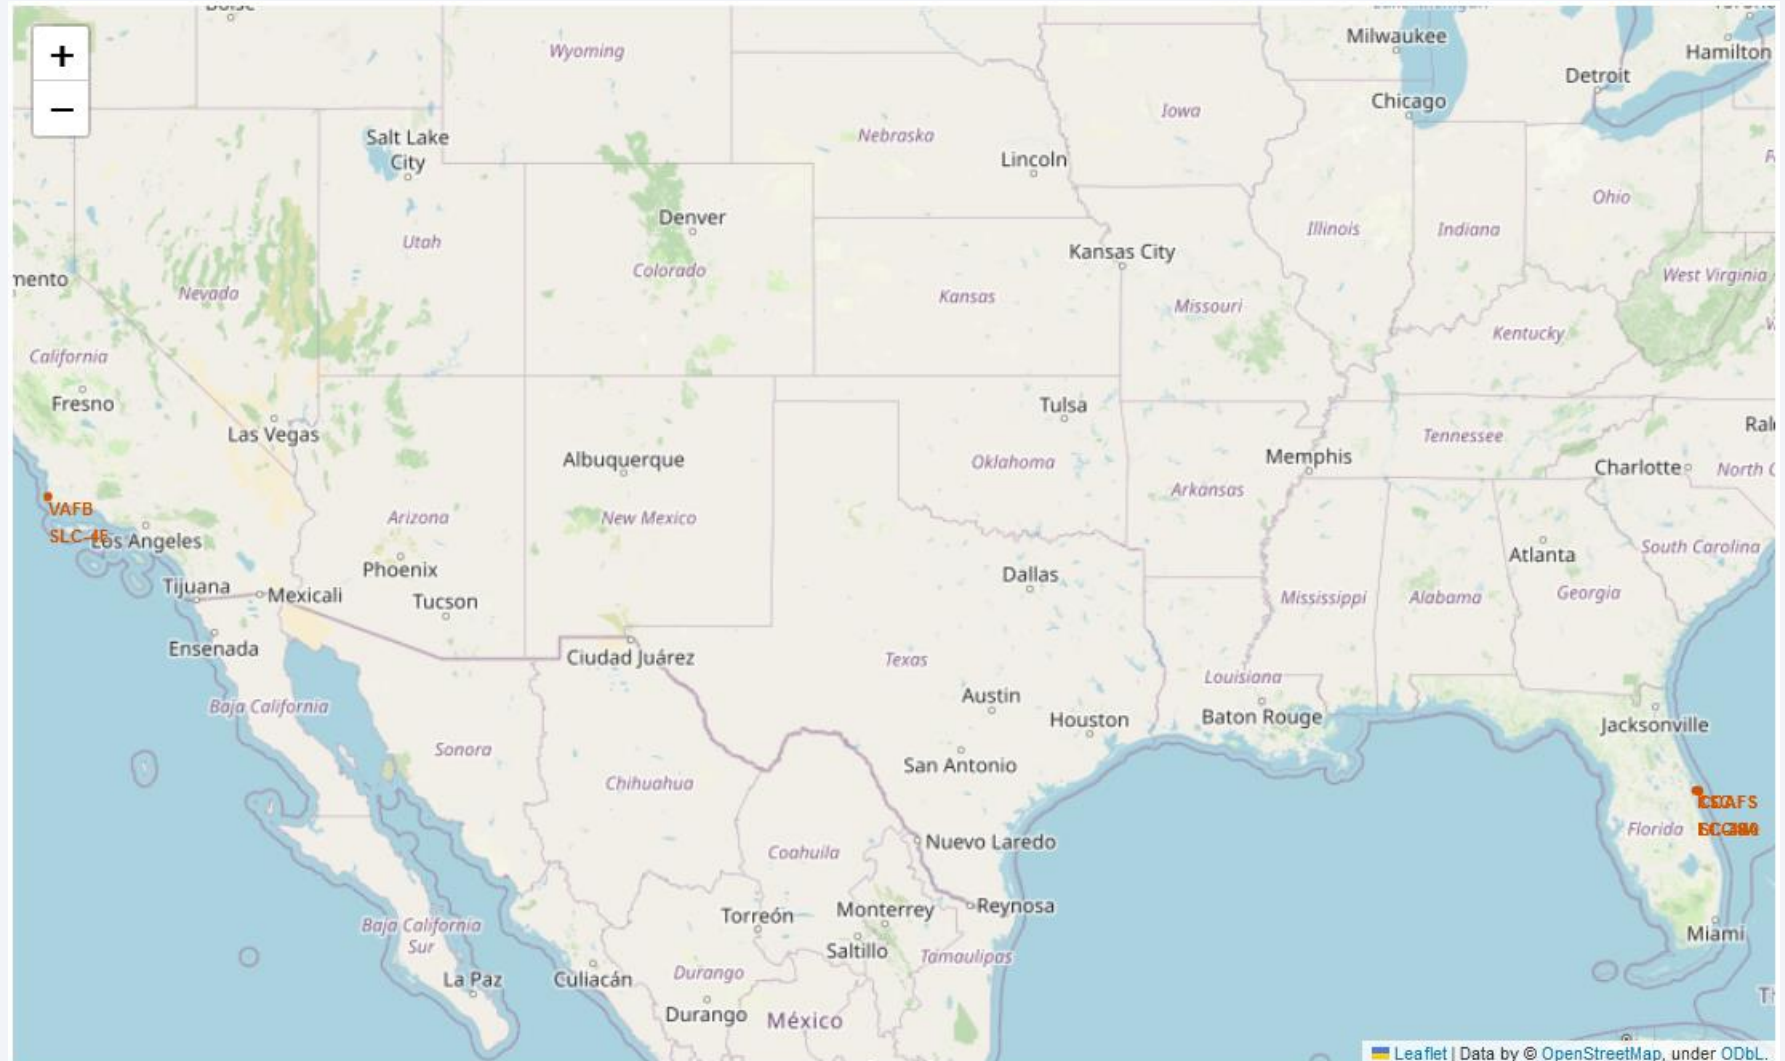 +
−
Wyoming
Milwaukee
Hamilton
Detroit
Chicago
Iowa
Nebraska
Salt Lake
City
Lincoln
Ohio
Denver
Utah
Illinois
Indiana
Kansas City
Colorado
West Virginia
mento
Nevada
Kansas
Missouri
Kentucky
California
Fresno
Tulsa
Las Vegas
Tennessee
Albuquerque
Oklahoma
Memphis
Charlotte
North C
Arkansas
VAFB
SLC-4E
Los Angeles
Arizona
New Mexico
Atlanta
South Carolina
Phoenix
Dallas
Tijuana
Mexicali
Tucson
Mississippi
Alabama
Georgia
Ensenada
Ciudad Juárez
Texas
Louisiana
Austin
Baja California
Houston
Baton Rouge
Jacksonville
Sonora
San Antonio
Chihuahua
Florida
Nuevo Laredo
Coahuila
Torreón
Monterrey
Reynosa
Baja California
Sur
Saltillo
Tamaulipas
Miami
La Paz
Culiacán
Durango
Durango
México
Leaflet | Data by © OpenStreetMap, under ODbL.